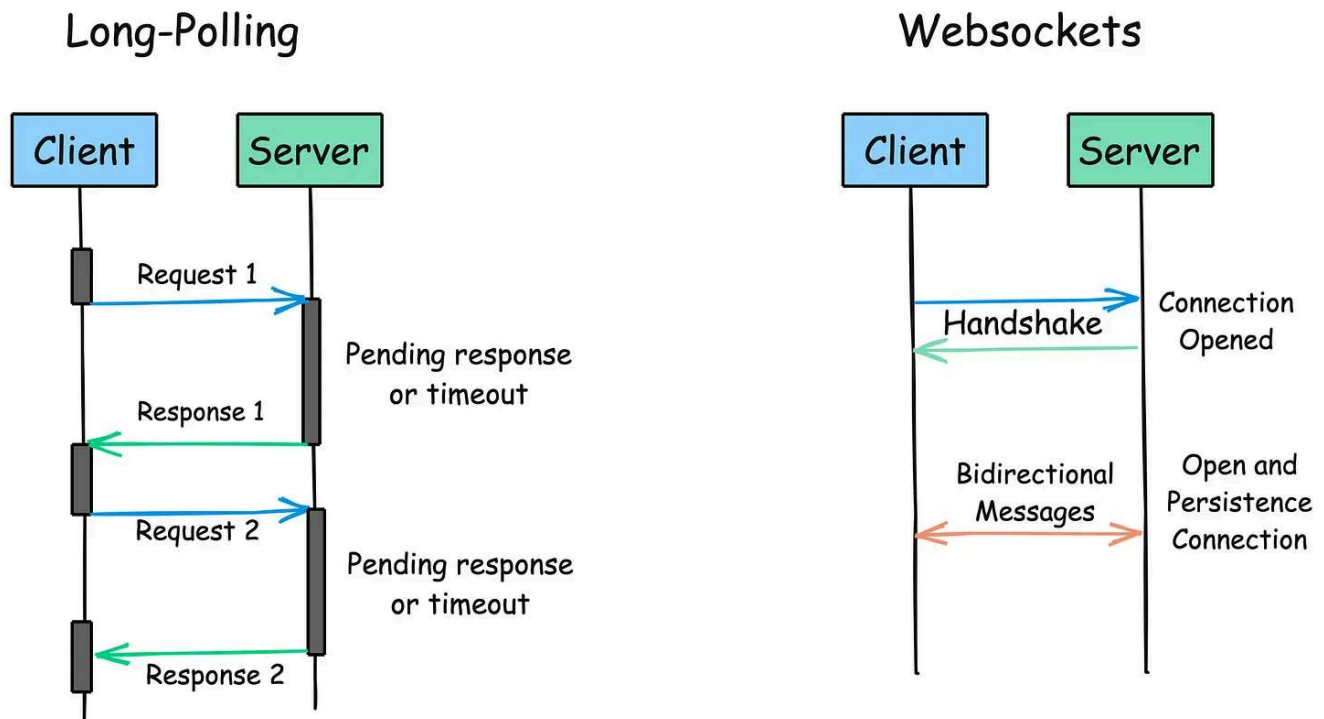 Long-Polling
Client
Server
Request 1
Pending response
or timeout
Response 1
Request 2
Pending response
or timeout
Response 2
Websockets
Client
Server
Handshake
Connection
Opened
Bidirectional
Messages
Open and
Persistence
Connection